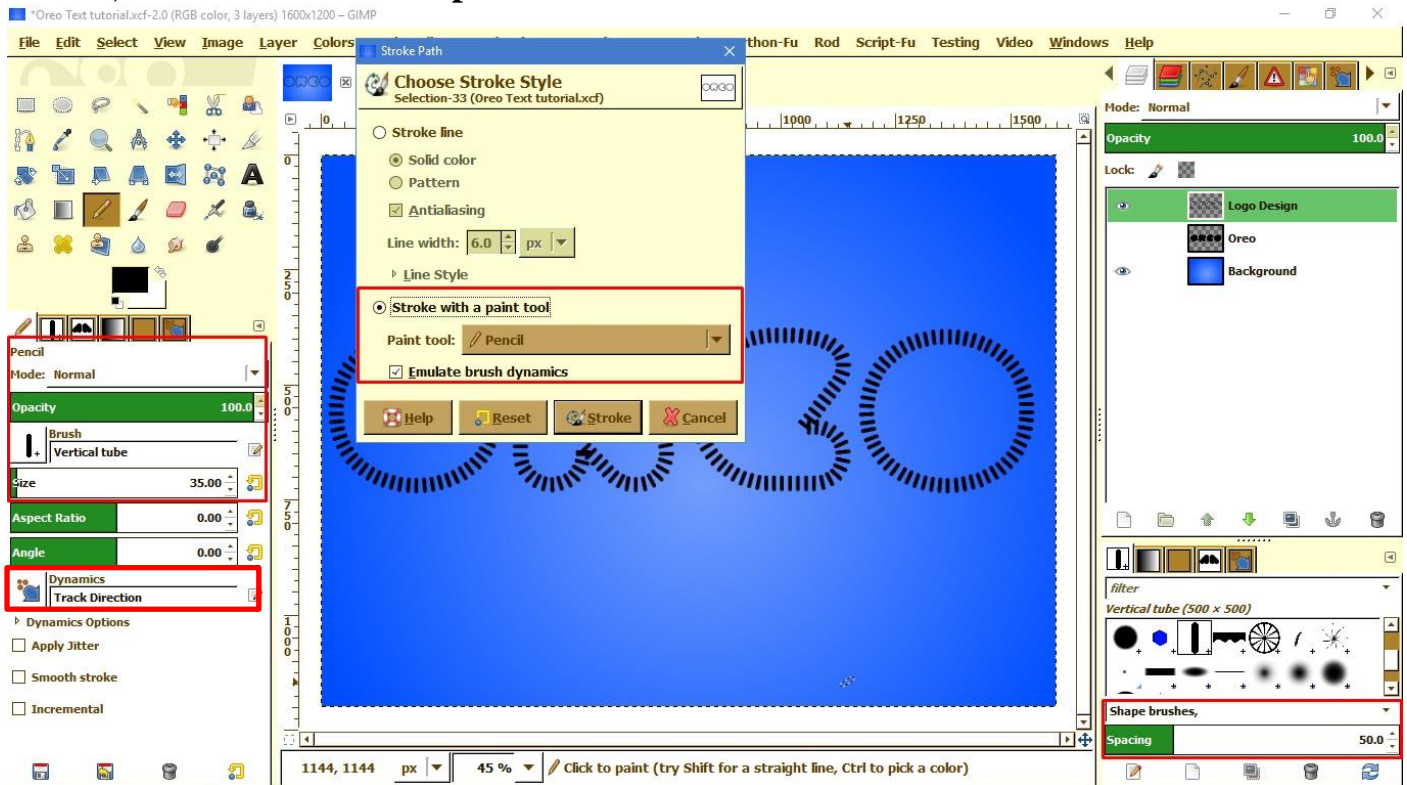 *Oreo Text tutorial.xcf-2.0 (RGB color, 3 layers) 1600x1200 – GIMP
File Edit Select View Image Layer Colors thon-Fu Rod Script-Fu Testing Video Windows Help
Stroke Path
Choose Stroke Style
Selection-33 (Oreo Text tutorial.xcf)
Stroke line
Solid color
Pattern
Antialiasing
Line width: 6.0 px
Line Style
Stroke with a paint tool
Paint tool: Pencil
Emulate brush dynamics
Help Reset Stroke Cancel
0 1000 1250 1500
0
250
500
750
1000
Pencil
Mode: Normal
Opacity 100.0
Brush
Vertical tube
Size 35.00
Aspect Ratio 0.00
Angle 0.00
Dynamics
Track Direction
Dynamics Options
Apply Jitter
Smooth stroke
Incremental
1144, 1144 px 45 % Click to paint (try Shift for a straight line, Ctrl to pick a color)
Mode: Normal
Opacity 100.0
Lock:
Logo Design
Oreo
Background
filter
Vertical tube (500 × 500)
Shape brushes,
Spacing 50.0